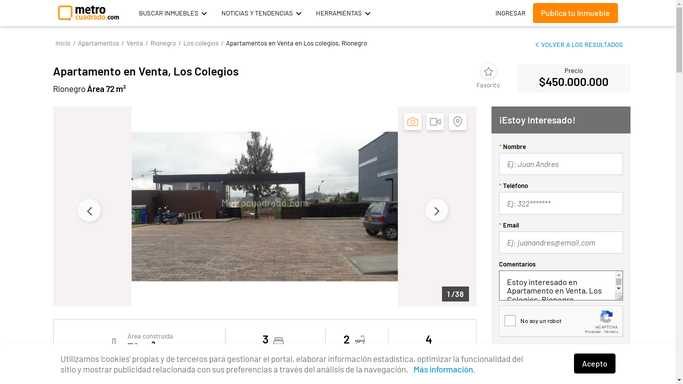 metro
cuadrado.com
BUSCAR INMUEBLES
NOTICIAS Y TENDENCIAS
HERRAMIENTAS
INGRESAR
Publica tu inmueble
Inicio / Apartamentos / Venta / Rionegro / Los colegios / Apartamentos en Venta en Los colegios, Rionegro
VOLVER A LOS RESULTADOS
Apartamento en Venta, Los Colegios
Rionegro Área 72 m²
Favorito
Precio
$450.000.000
Metrocuadrado.com
1 / 38
¡Estoy Interesado!
* Nombre
Ej: Juan Andres
* Teléfono
Ej: 322*******
* Email
Ej: juanandres@email.com
Comentarios
Estoy interesado en
Apartamento en Venta, Los
Colegios, Rionegro
No soy un robot
reCAPTCHA
Privacidad - Términos
Área construida
3
2
4
Utilizamos 'cookies' propias y de terceros para gestionar el portal, elaborar información estadística, optimizar la funcionalidad del
sitio y mostrar publicidad relacionada con sus preferencias a través del análisis de la navegación. Más información.
Acepto